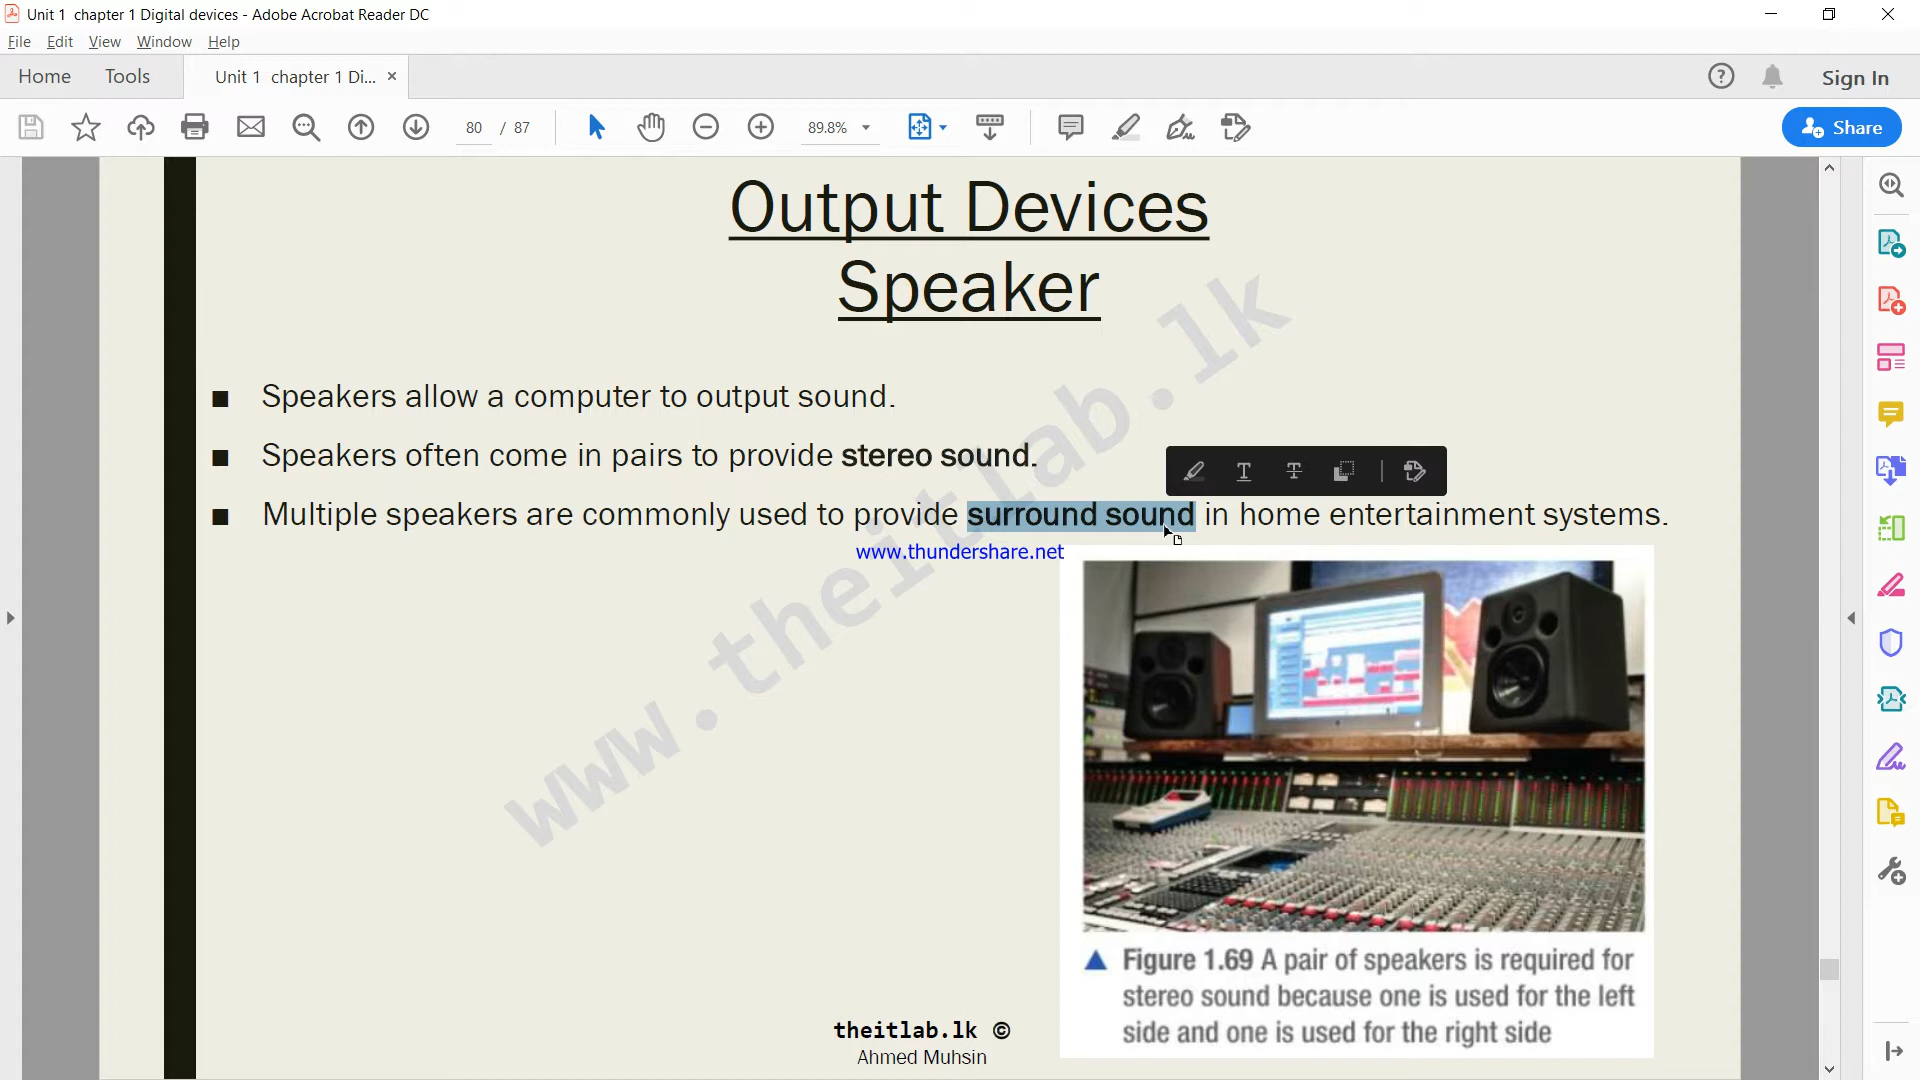 Unit 1  chapter 1 Digital devices - Adobe Acrobat Reader DC
File Edit View Window Help
Home Tools Unit 1  chapter 1 Di... × Sign In
80 / 87 89.8% Share
Output Devices
Speaker
■ Speakers allow a computer to output sound.
■ Speakers often come in pairs to provide stereo sound.
■ Multiple speakers are commonly used to provide surround sound in home entertainment systems.
www.thundershare.net
www.theitlab.lk
▲ Figure 1.69 A pair of speakers is required for
stereo sound because one is used for the left
side and one is used for the right side
theitlab.lk ©
Ahmed Muhsin